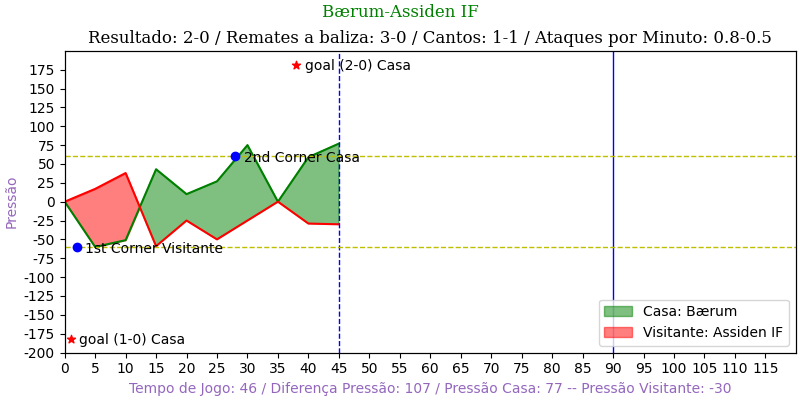 Bærum-Assiden IF
Resultado: 2-0 / Remates a baliza: 3-0 / Cantos: 1-1 / Ataques por Minuto: 0.8-0.5
175
150
125
100
75
50
25
0
-25
-50
-75
-100
-125
-150
-175
-200
Pressão
goal (2-0) Casa
2nd Corner Casa
1st Corner Visitante
goal (1-0) Casa
Casa: Bærum
Visitante: Assiden IF
0 5 10 15 20 25 30 35 40 45 50 55 60 65 70 75 80 85 90 95 100 105 110 115
Tempo de Jogo: 46 / Diferença Pressão: 107 / Pressão Casa: 77 -- Pressão Visitante: -30